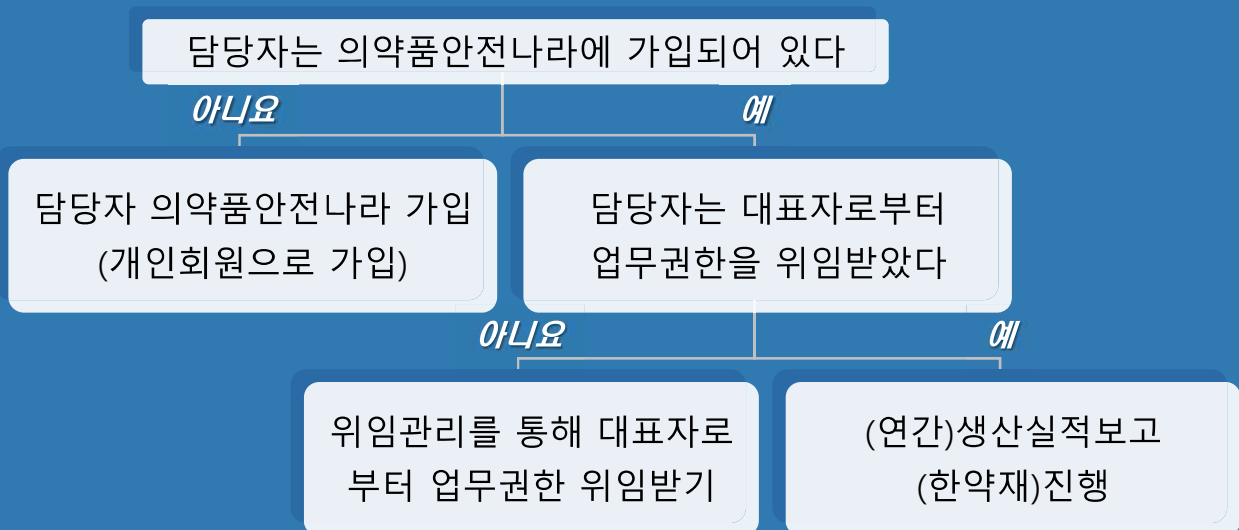 담당자는 의약품안전나라에 가입되어 있다
아니요
예
담당자 의약품안전나라 가입
(개인회원으로 가입)
담당자는 대표자로부터
업무권한을 위임받았다
아니요
예
위임관리를 통해 대표자로
부터 업무권한 위임받기
(연간)생산실적보고
(한약재)진행